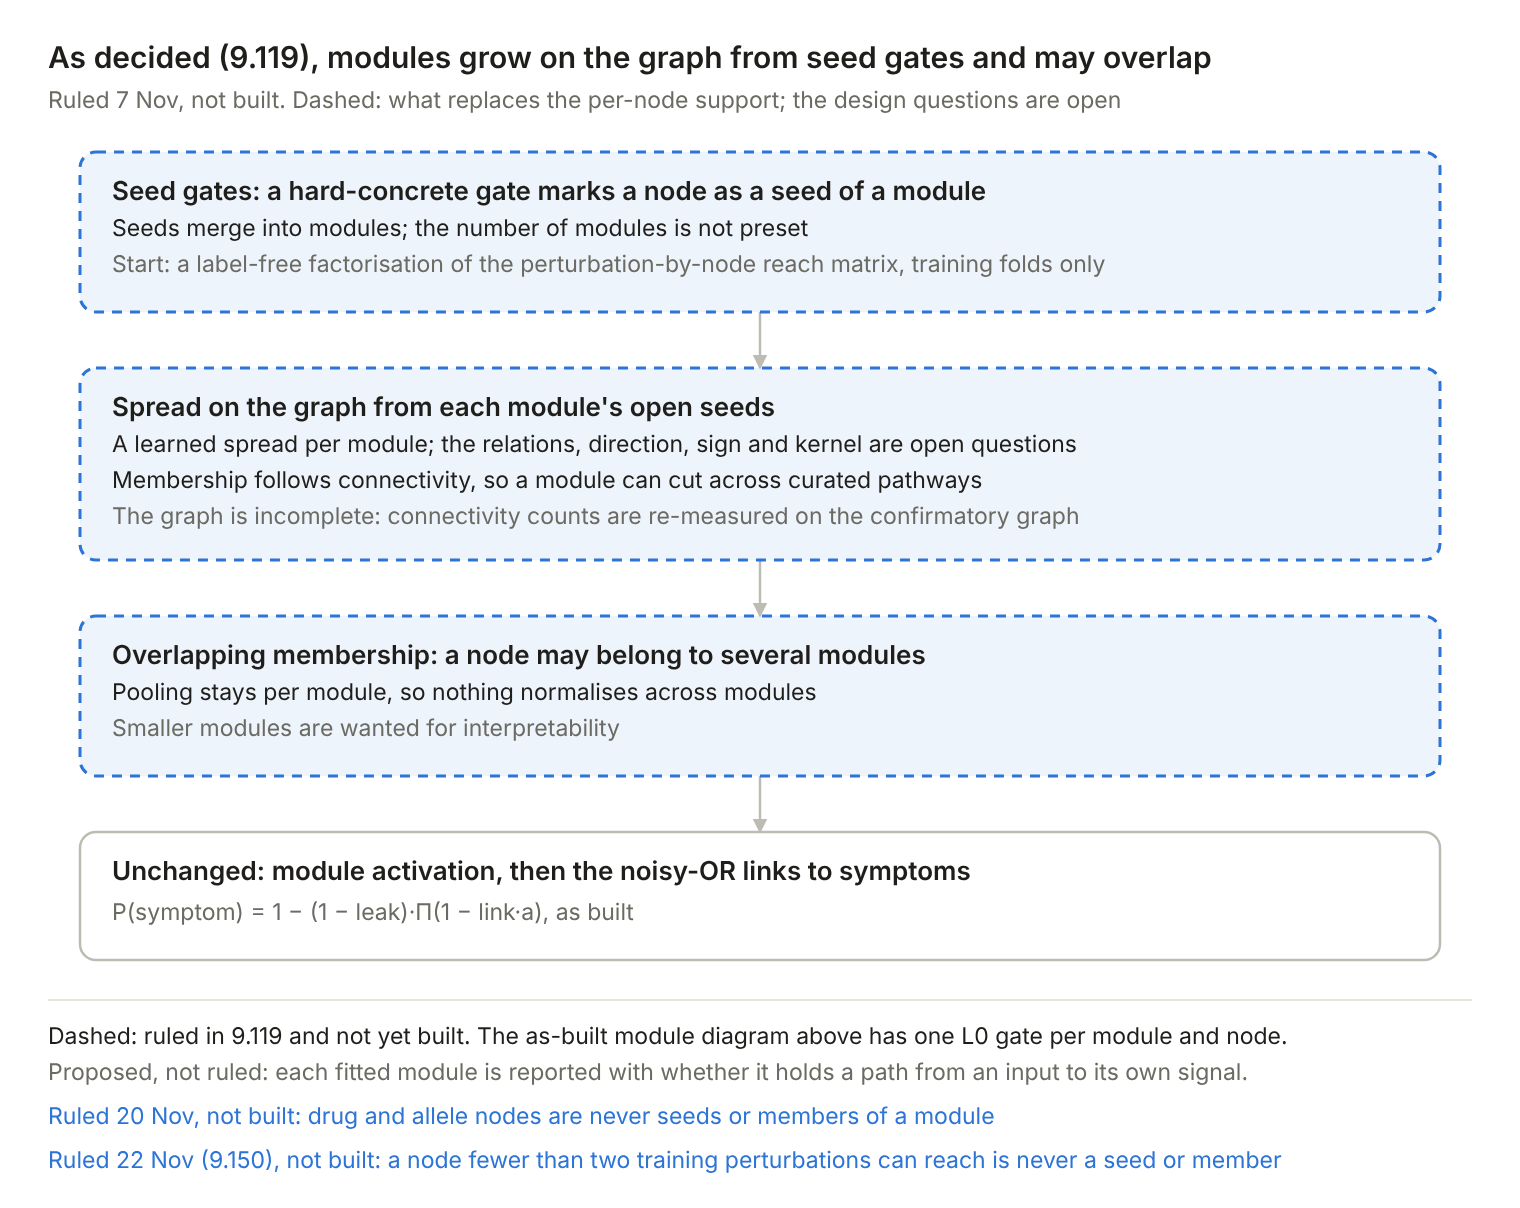 As decided (9.119), modules grow on the graph from seed gates and may overlap
Ruled 7 Nov, not built. Dashed: what replaces the per-node support; the design questions are open
Seed gates: a hard-concrete gate marks a node as a seed of a module
Seeds merge into modules; the number of modules is not preset
Start: a label-free factorisation of the perturbation-by-node reach matrix, training folds only
Spread on the graph from each module's open seeds
A learned spread per module; the relations, direction, sign and kernel are open questions
Membership follows connectivity, so a module can cut across curated pathways
The graph is incomplete: connectivity counts are re-measured on the confirmatory graph
Overlapping membership: a node may belong to several modules
Pooling stays per module, so nothing normalises across modules
Smaller modules are wanted for interpretability
Unchanged: module activation, then the noisy-OR links to symptoms
P(symptom) = 1 − (1 − leak)·Π(1 − link·a), as built
Dashed: ruled in 9.119 and not yet built. The as-built module diagram above has one L0 gate per module and node.
Proposed, not ruled: each fitted module is reported with whether it holds a path from an input to its own signal.
Ruled 20 Nov, not built: drug and allele nodes are never seeds or members of a module
Ruled 22 Nov (9.150), not built: a node fewer than two training perturbations can reach is never a seed or member